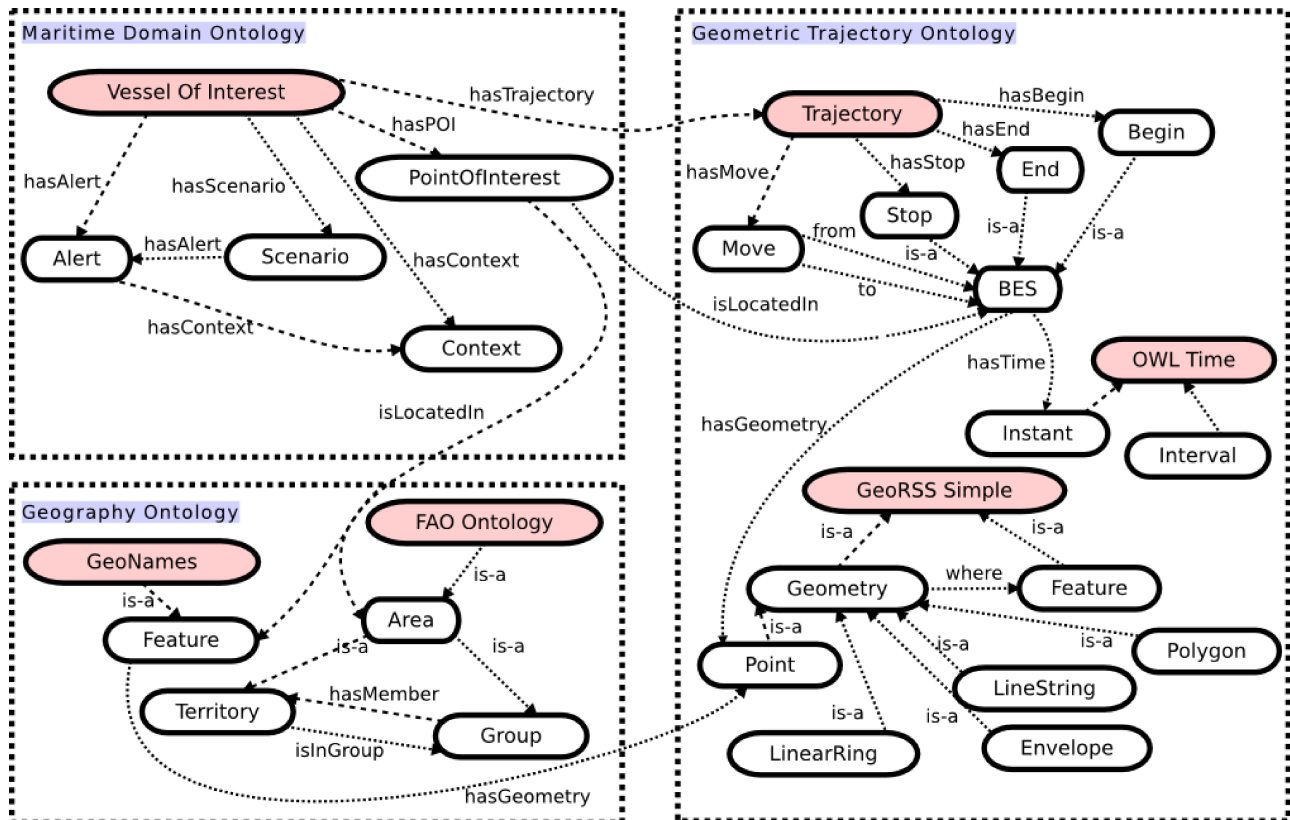 Maritime Domain Ontology
Vessel Of Interest
hasTrajectory
hasPOI
PointOfInterest
hasAlert
hasScenario
Alert
hasAlert
Scenario
hasContext
hasContext
Context
isLocatedIn
isLocatedIn
Geography Ontology
FAO Ontology
GeoNames
is-a
is-a
Feature
Area
is-a
is-a
Territory
hasMember
isInGroup
Group
hasGeometry
Geometric Trajectory Ontology
Trajectory
hasBegin
Begin
hasEnd
End
hasStop
Stop
hasMove
Move
from
to
is-a
is-a
is-a
BES
hasTime
OWL Time
Instant
Interval
hasGeometry
GeoRSS Simple
is-a
is-a
Geometry
where
Feature
is-a
Point
is-a
is-a
Polygon
LineString
is-a
is-a
LinearRing
Envelope